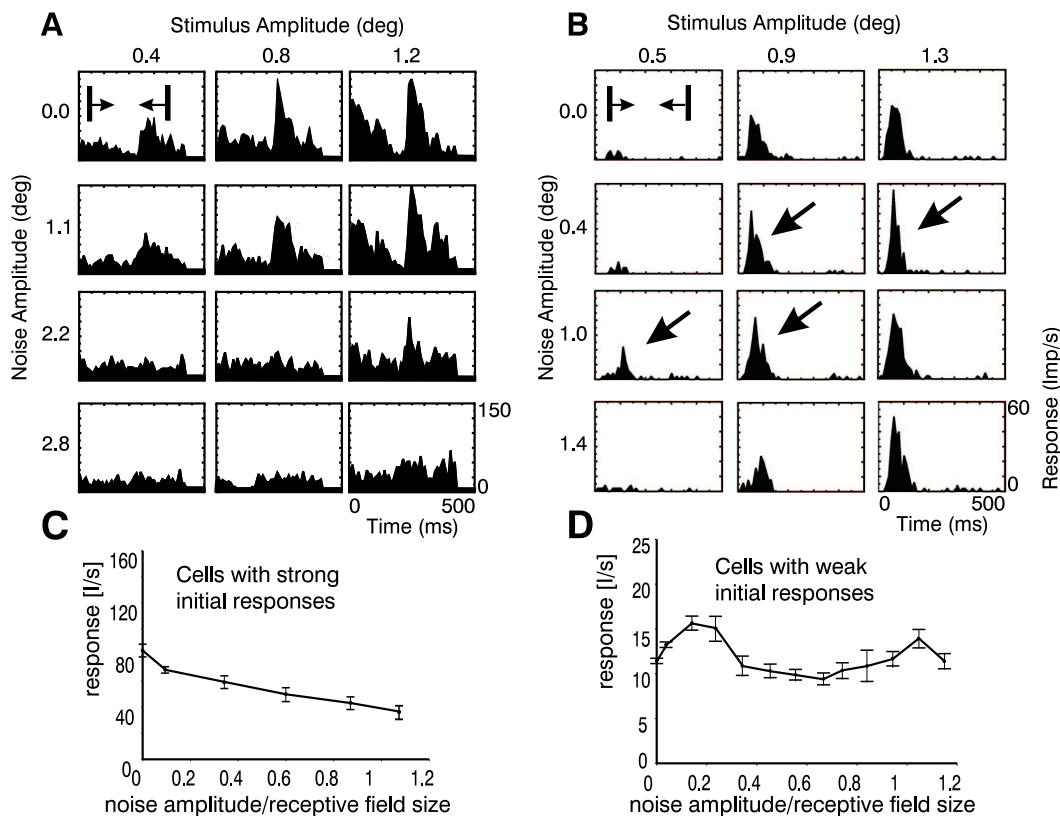 A
Stimulus Amplitude (deg)
0.4 0.8 1.2
Noise Amplitude (deg)
0.0
1.1
2.2
2.8
150
0
0 500
Time (ms)
B
Stimulus Amplitude (deg)
0.5 0.9 1.3
Noise Amplitude (deg)
0.0
0.4
1.0
1.4
Response (Imp/s)
60
0
0 500
Time (ms)
C
Cells with strong
initial responses
response [I/s]
160
120
80
40
0
0 0.2 0.4 0.6 0.8 1 1.2
noise amplitude/receptive field size
D
Cells with weak
initial responses
response [I/s]
25
20
15
10
5
0
0 0.2 0.4 0.6 0.8 1 1.2
noise amplitude/receptive field size